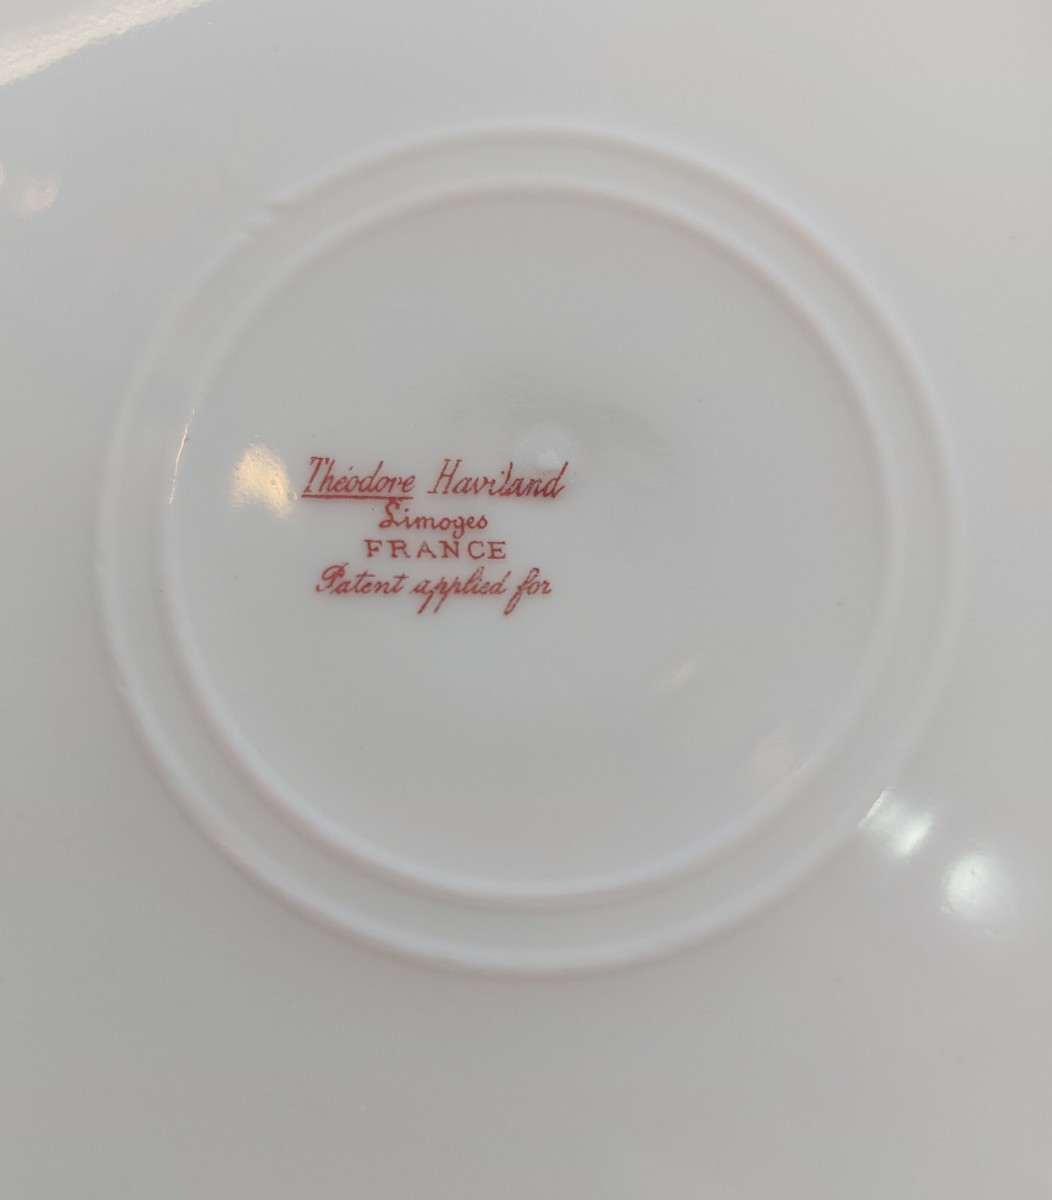 Théodore Haviland
Limoges
FRANCE
Patent applied for